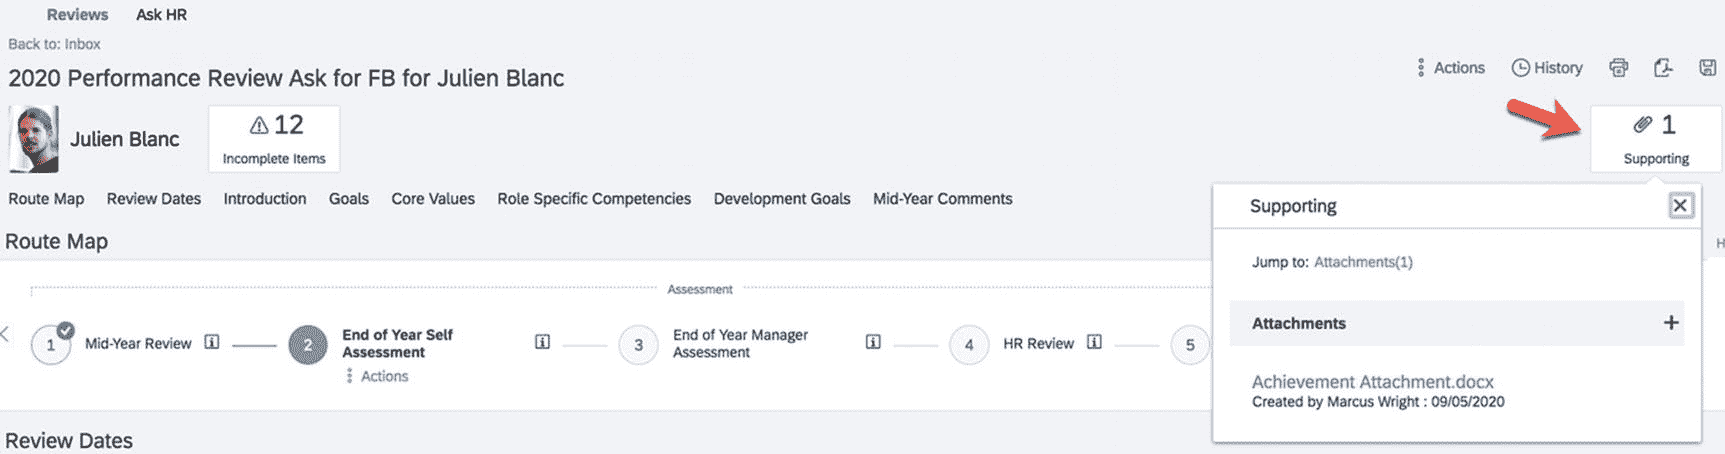 Reviews Ask HR
Back to: Inbox
2020 Performance Review Ask for FB for Julien Blanc
Actions History
Julien Blanc
12
Incomplete Items
1
Supporting
Route Map Review Dates Introduction Goals Core Values Role Specific Competencies Development Goals Mid-Year Comments
Supporting
Jump to: Attachments(1)
Attachments +
Achievement Attachment.docx
Created by Marcus Wright : 09/05/2020
Route Map
H
Assessment
1 Mid-Year Review
2 End of Year Self
Assessment
Actions
3 End of Year Manager
Assessment
4 HR Review
5
Review Dates